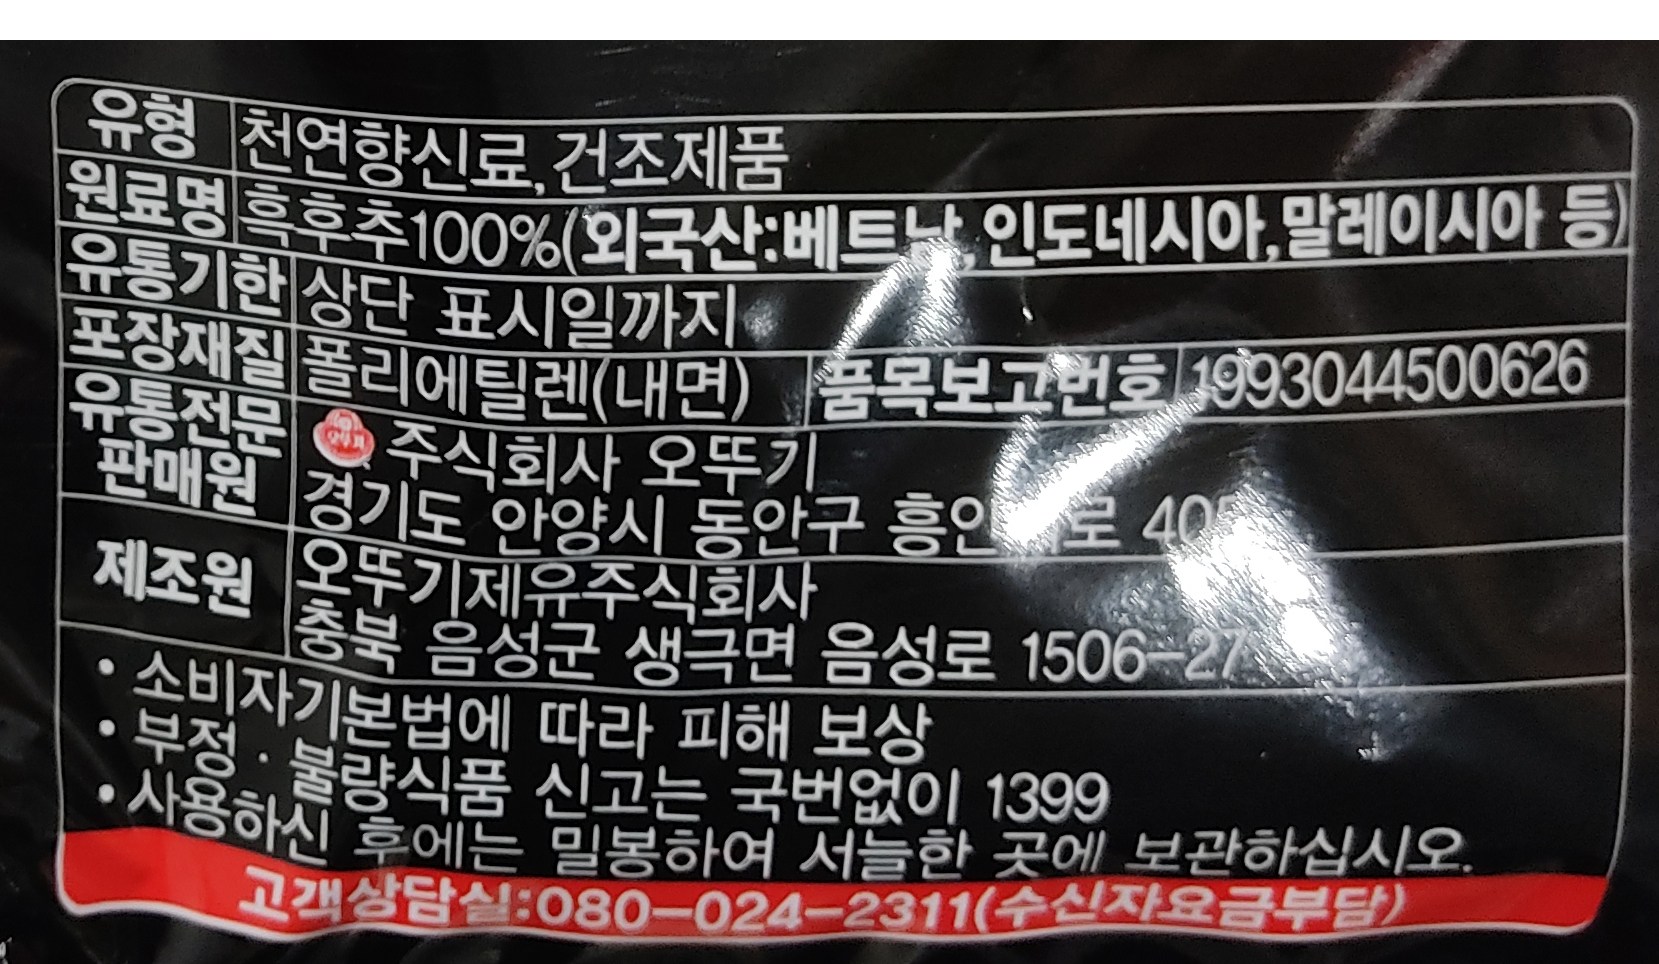 유형 천연향신료, 건조제품
원료명 흑후추100%(외국산:베트남,인도네시아,말레이시아 등)
유통기한 상단 표시일까지
포장재질 폴리에틸렌(내면) 품목보고번호 1993044500626
유통전문
판매원
오뚜기 주식회사 오뚜기
경기도 안양시 동안구 로
제조원
오뚜기제유주식회사
충북 음성군 생극면 음성로 1506-27
• 소비자기본법에 따라 피해 보상
• 부정·불량식품 신고는 국번없이 1399
• 사용하신 후에는 밀봉하여 서늘한 곳에 보관하십시오.
고객상담실:080-024-2311(수신자요금부담)